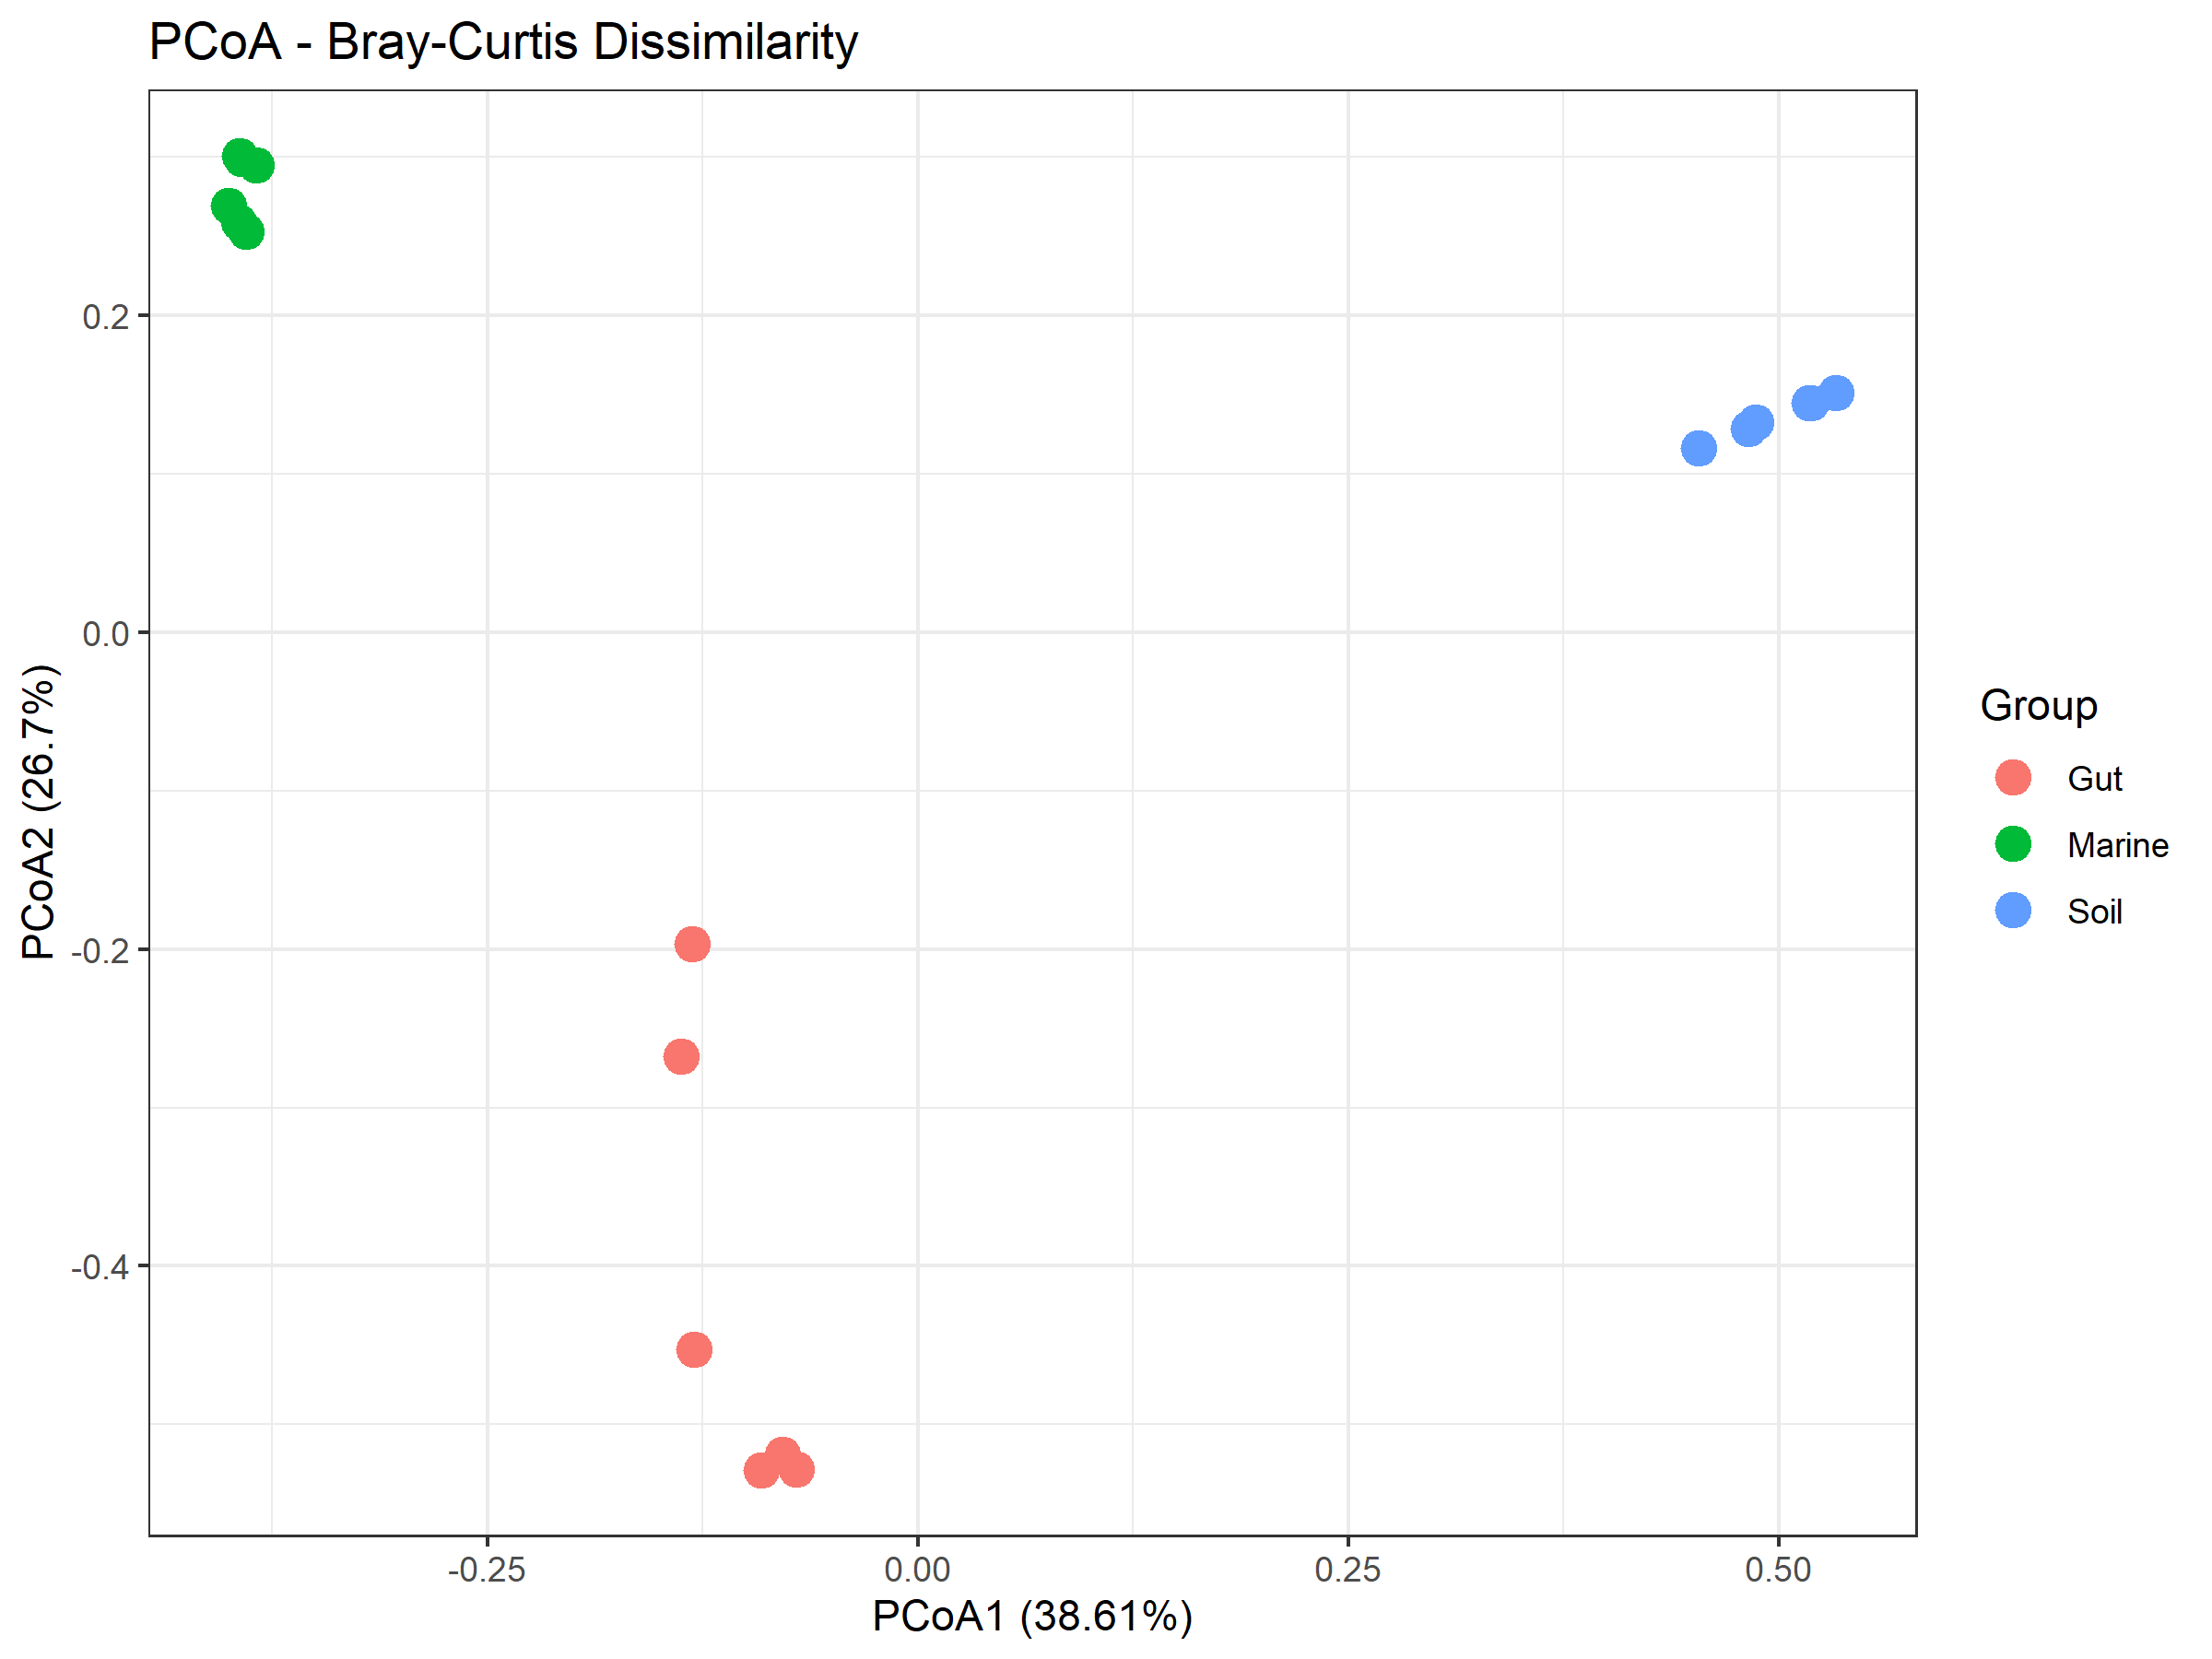 PCoA - Bray-Curtis Dissimilarity
0.2
0.0
-0.2
-0.4
PCoA2 (26.7%)
-0.25
0.00
0.25
0.50
PCoA1 (38.61%)
Group
Gut
Marine
Soil